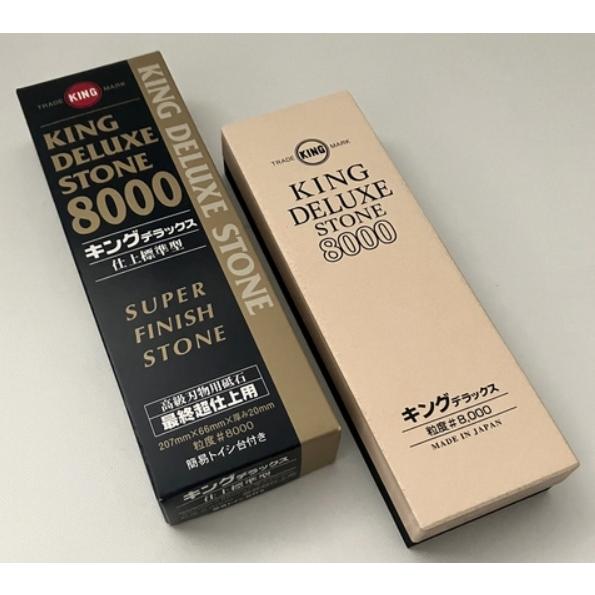 TRADE KING MARK
KING
DELUXE
STONE
8000
キングデラックス
仕上標準型
SUPER
FINISH
STONE
高級刃物用砥石
最終超仕上用
207mm×66mm×厚み20mm
粒度#8000
簡易トイシ台付き
KING DELUXE STONE
キングデラックス
仕上標準型
TRADE KING MARK
KING
DELUXE
STONE
8000
キングデラックス
粒度#8,000
MADE IN JAPAN